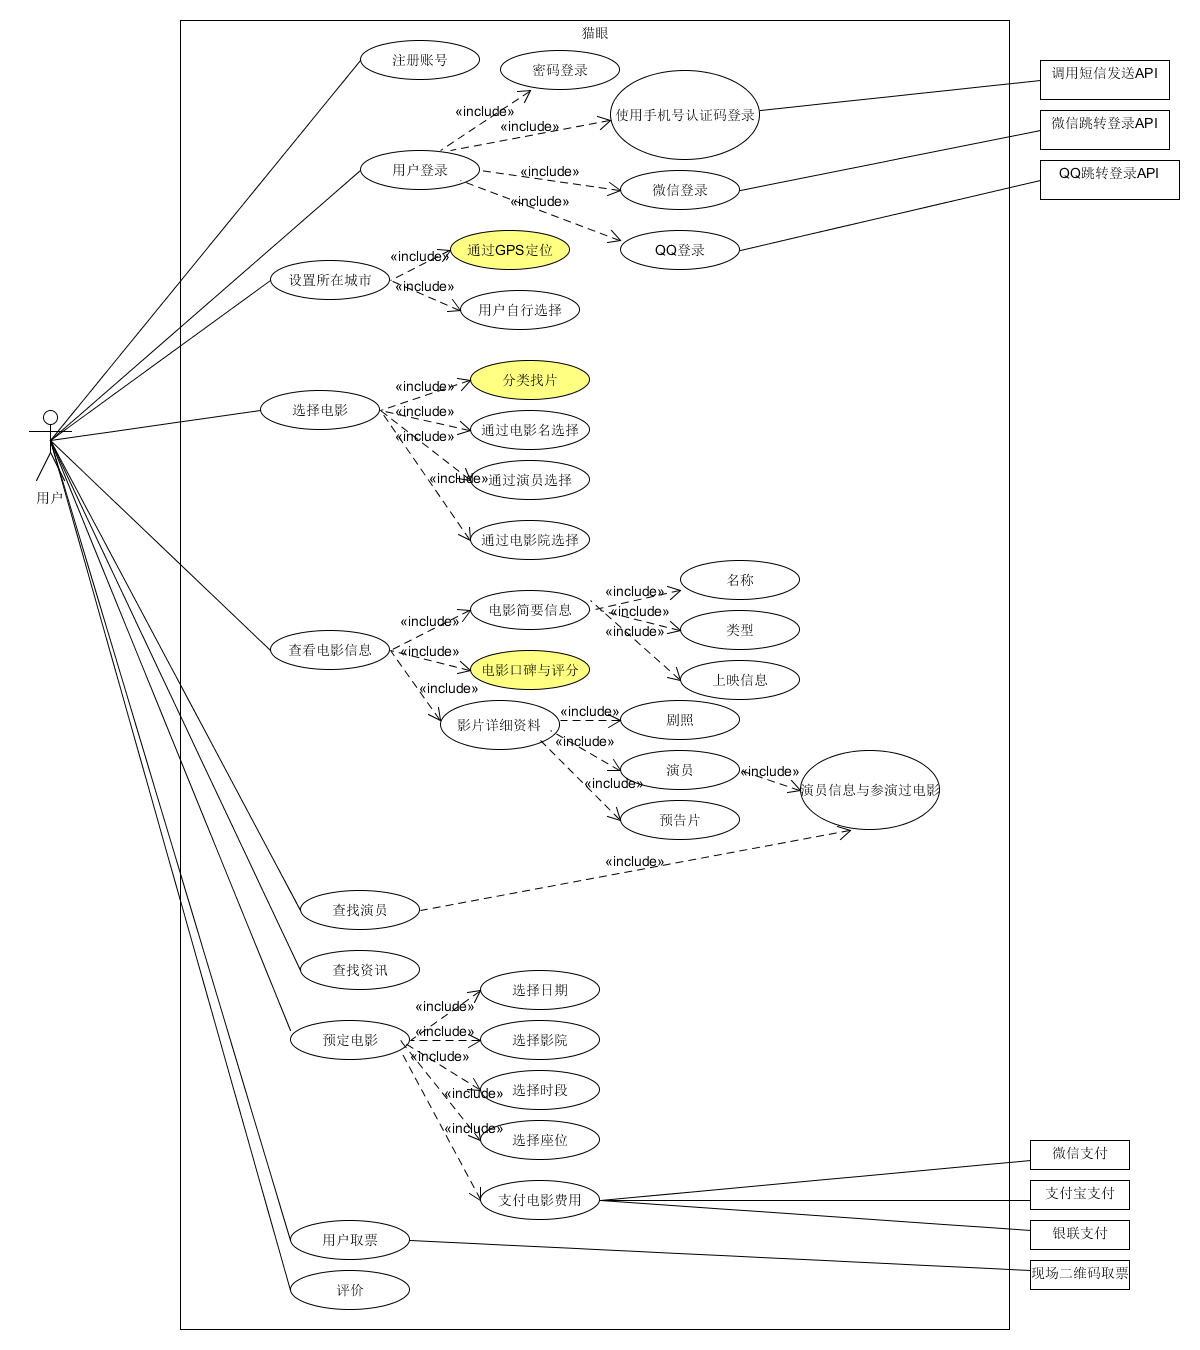 猫眼
注册账号
密码登录
«include»
«include»
使用手机号认证码登录
调用短信发送API
微信跳转登录API
QQ跳转登录API
用户登录
«include»
微信登录
«include»
QQ登录
设置所在城市
«include»
通过GPS定位
«include»
用户自行选择
用户
选择电影
«include»
分类找片
«include»
通过电影名选择
«include»
通过演员选择
«include»
通过电影院选择
查看电影信息
«include»
电影简要信息
«include»
名称
«include»
类型
«include»
上映信息
«include»
电影口碑与评分
«include»
影片详细资料
«include»
剧照
«include»
演员
«include»
演员信息与参演过电影
«include»
预告片
«include»
查找演员
查找资讯
预定电影
«include»
选择日期
«include»
选择影院
«include»
选择时段
«include»
选择座位
«include»
支付电影费用
微信支付
支付宝支付
银联支付
用户取票
现场二维码取票
评价